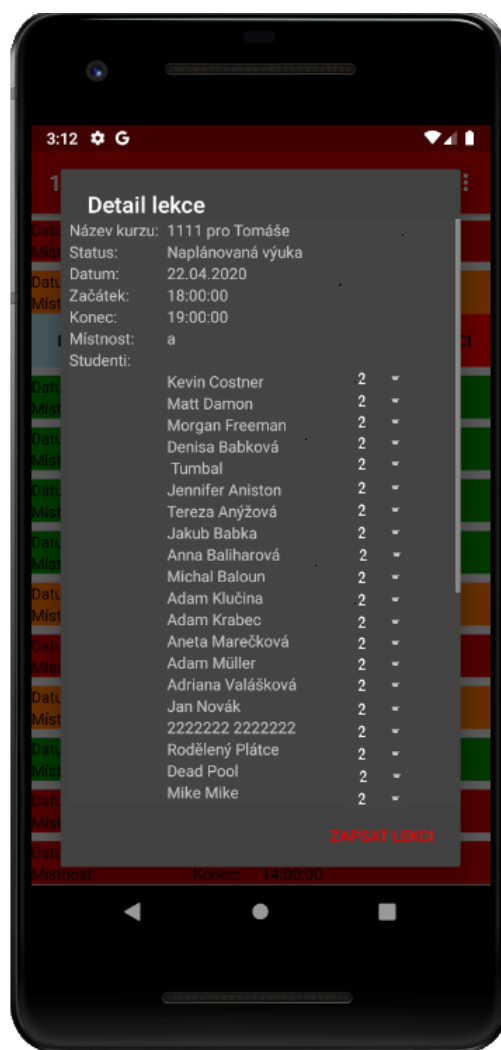 3:12 G
1
Detail lekce
Název kurzu: 1111 pro Tomáše
Status: Naplánovaná výuka
Datum: 22.04.2020
Začátek: 18:00:00
Konec: 19:00:00
Místnost: a
Studenti:
Kevin Costner 2
Matt Damon 2
Morgan Freeman 2
Denisa Babková 2
Tumbal 2
Jennifer Aniston 2
Tereza Anýžová 2
Jakub Babka 2
Anna Baliharová 2
Michal Baloun 2
Adam Klučina 2
Adam Krabec 2
Aneta Marečková 2
Adam Müller 2
Adriana Valášková 2
Jan Novák 2
2222222 2222222 2
Rodělený Plátce 2
Dead Pool 2
Mike Mike 2
ZAPSAT LEKCI
Místnost: Konec: 14:00:00